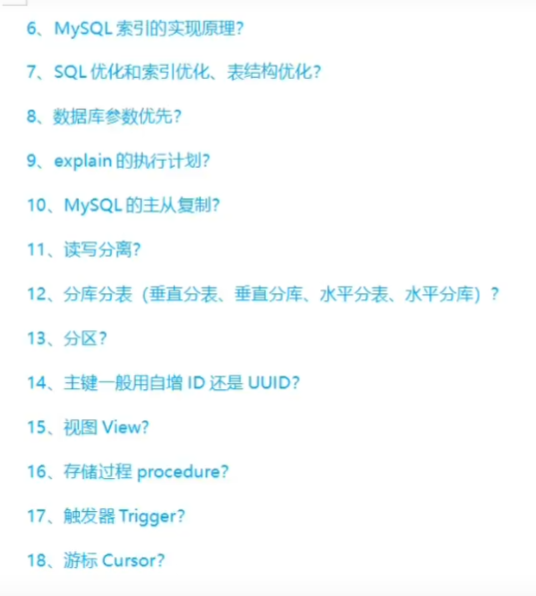 6、MySQL 索引的实现原理?
7、SQL 优化和索引优化、表结构优化?
8、数据库参数优先?
9、explain 的执行计划?
10、MySQL 的主从复制?
11、读写分离?
12、分库分表（垂直分表、垂直分库、水平分表、水平分库）?
13、分区?
14、主键一般用自增 ID 还是 UUID?
15、视图 View?
16、存储过程 procedure?
17、触发器 Trigger?
18、游标 Cursor?